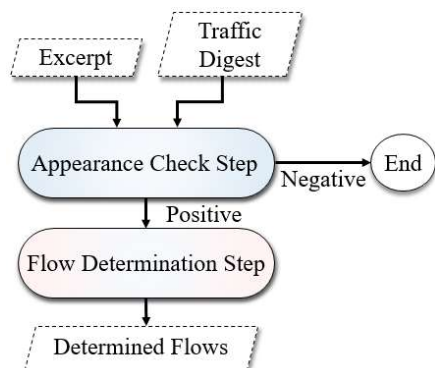 Excerpt
Traffic
Digest
Appearance Check Step
Negative
End
Positive
Flow Determination Step
Determined Flows